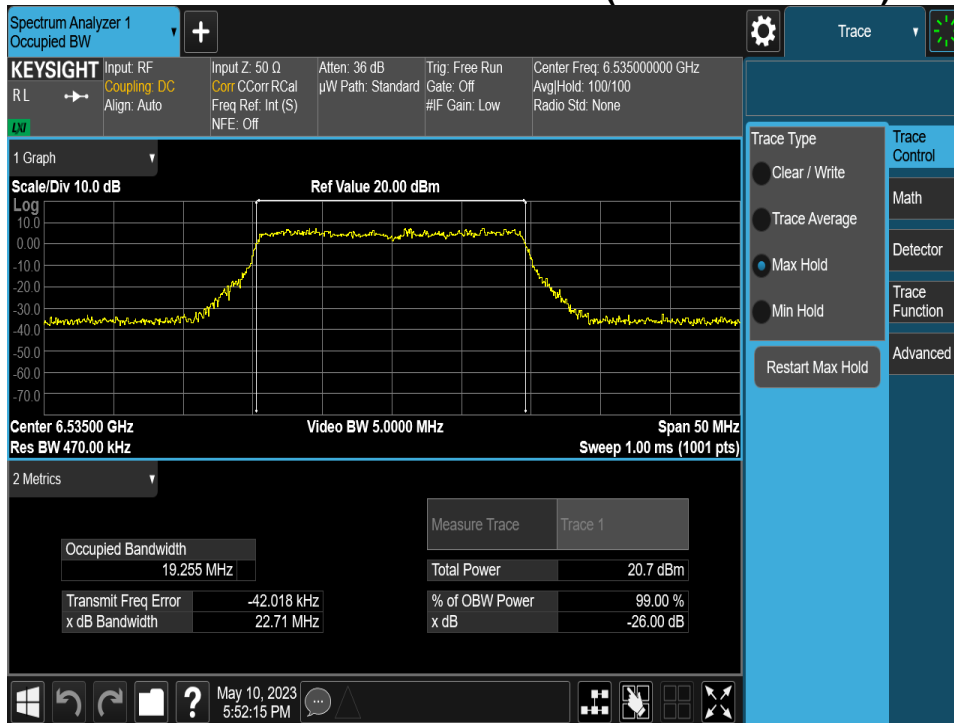 Spectrum Analyzer 1
Occupied BW
Trace
KEYSIGHT
R L
LXI
Input: RF
Coupling: DC
Align: Auto
Input Z: 50 Ω
Corr CCorr RCal
Freq Ref: Int (S)
NFE: Off
Atten: 36 dB
µW Path: Standard
Trig: Free Run
Gate: Off
#IF Gain: Low
Center Freq: 6.535000000 GHz
Avg|Hold: 100/100
Radio Std: None
1 Graph
Scale/Div 10.0 dB
Ref Value 20.00 dBm
Log
10.0
0.00
-10.0
-20.0
-30.0
-40.0
-50.0
-60.0
-70.0
Center 6.53500 GHz
Video BW 5.0000 MHz
Span 50 MHz
Res BW 470.00 kHz
Sweep 1.00 ms (1001 pts)
2 Metrics
Measure Trace
Trace 1
Occupied Bandwidth
19.255 MHz
Total Power
20.7 dBm
Transmit Freq Error
-42.018 kHz
% of OBW Power
99.00 %
x dB Bandwidth
22.71 MHz
x dB
-26.00 dB
Trace Type
Clear / Write
Trace Average
Max Hold
Min Hold
Restart Max Hold
Trace
Control
Math
Detector
Trace
Function
Advanced
?
May 10, 2023
5:52:15 PM